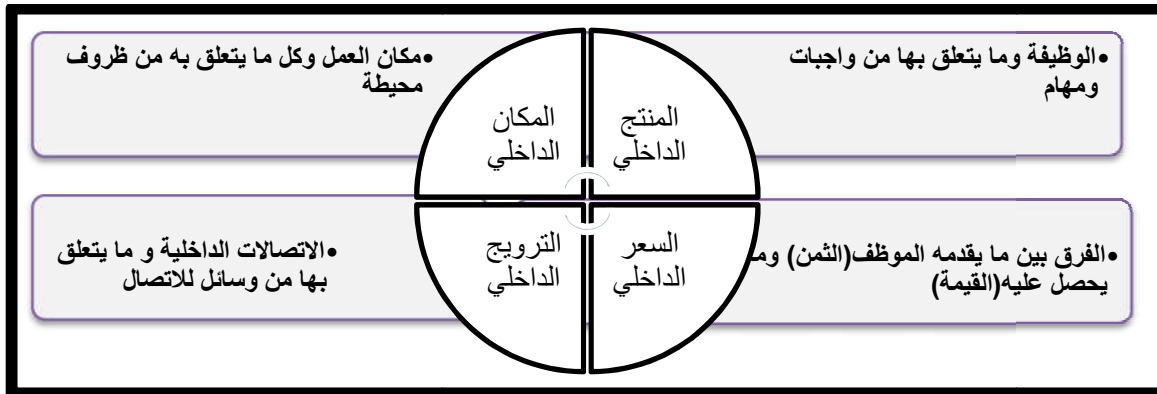 •الوظيفة وما يتعلق بها من واجبات
ومهام
المنتج
الداخلي
المكان
الداخلي
•مكان العمل وكل ما يتعلق به من ظروف
محيطة
•الفرق بين ما يقدمه الموظف(الثمن) وما
يحصل عليه(القيمة)
السعر
الداخلي
الترويج
الداخلي
•الاتصالات الداخلية و ما يتعلق
بها من وسائل للاتصال